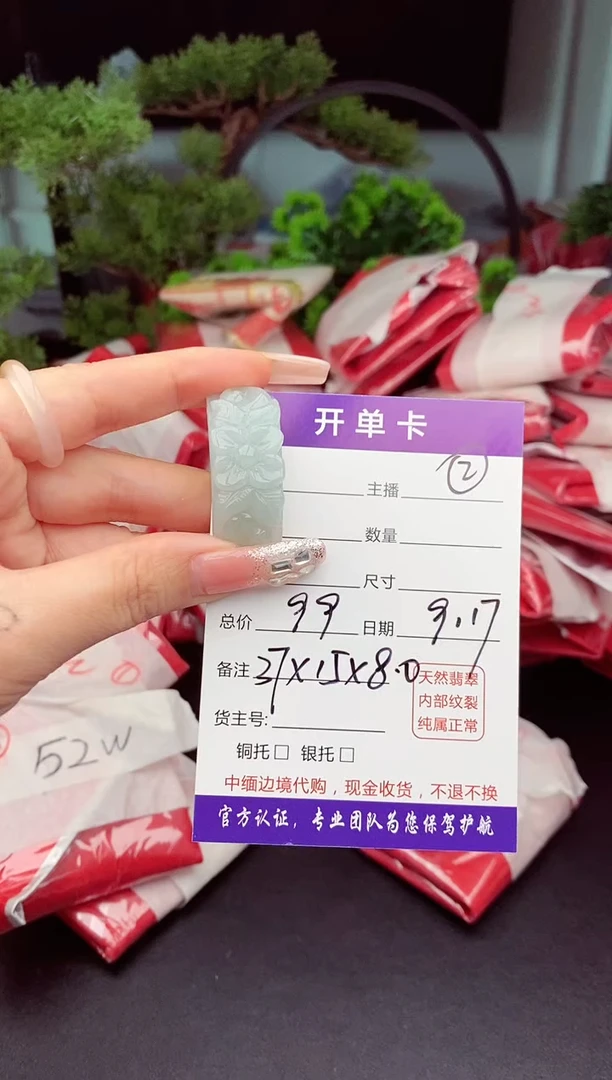 开单卡
②
主播
数量
尺寸
总价 99 日期 9.17
备注 37×15×8.0
天然翡翠
内部纹裂
纯属正常
货主号:
铜托□ 银托□
中缅边境代购，现金收货，不退不换
官方认证，专业团队为您保驾护航
52W